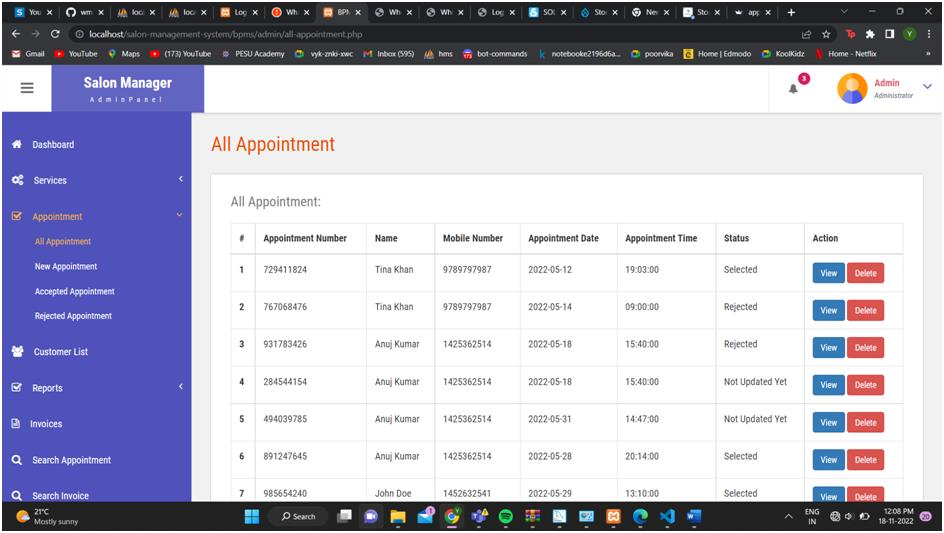 You
wm
loca
loca
Log
Wh
BPM
Wh
Wh
Log
SOL
Stoc
Nev
Stoc
app
localhost/salon-management-system/bpms/admin/all-appointment.php
Gmail YouTube Maps (173) YouTube PESU Academy vyk-znki-xwc Inbox (595) hms bot-commands notebooke2196d6a... poorvika Home | Edmodo KoolKidz Home - Netflix »
Salon Manager
AdminPanel
3
Admin
Administrator
Dashboard
Services
Appointment
All Appointment
New Appointment
Accepted Appointment
Rejected Appointment
Customer List
Reports
Invoices
Search Appointment
Search Invoice
All Appointment
All Appointment:
# Appointment Number Name Mobile Number Appointment Date Appointment Time Status Action
1 729411824 Tina Khan 9789797987 2022-05-12 19:03:00 Selected View Delete
2 767068476 Tina Khan 9789797987 2022-05-14 09:00:00 Rejected View Delete
3 931783426 Anuj Kumar 1425362514 2022-05-18 15:40:00 Rejected View Delete
4 284544154 Anuj Kumar 1425362514 2022-05-18 15:40:00 Not Updated Yet View Delete
5 494039785 Anuj Kumar 1425362514 2022-05-31 14:47:00 Not Updated Yet View Delete
6 891247645 Anuj Kumar 1425362514 2022-05-28 20:14:00 Selected View Delete
7 985654240 John Doe 1452632541 2022-05-29 13:10:00 Selected View Delete
21°C
Mostly sunny
Search
ENG
IN
12:08 PM
18-11-2022
20